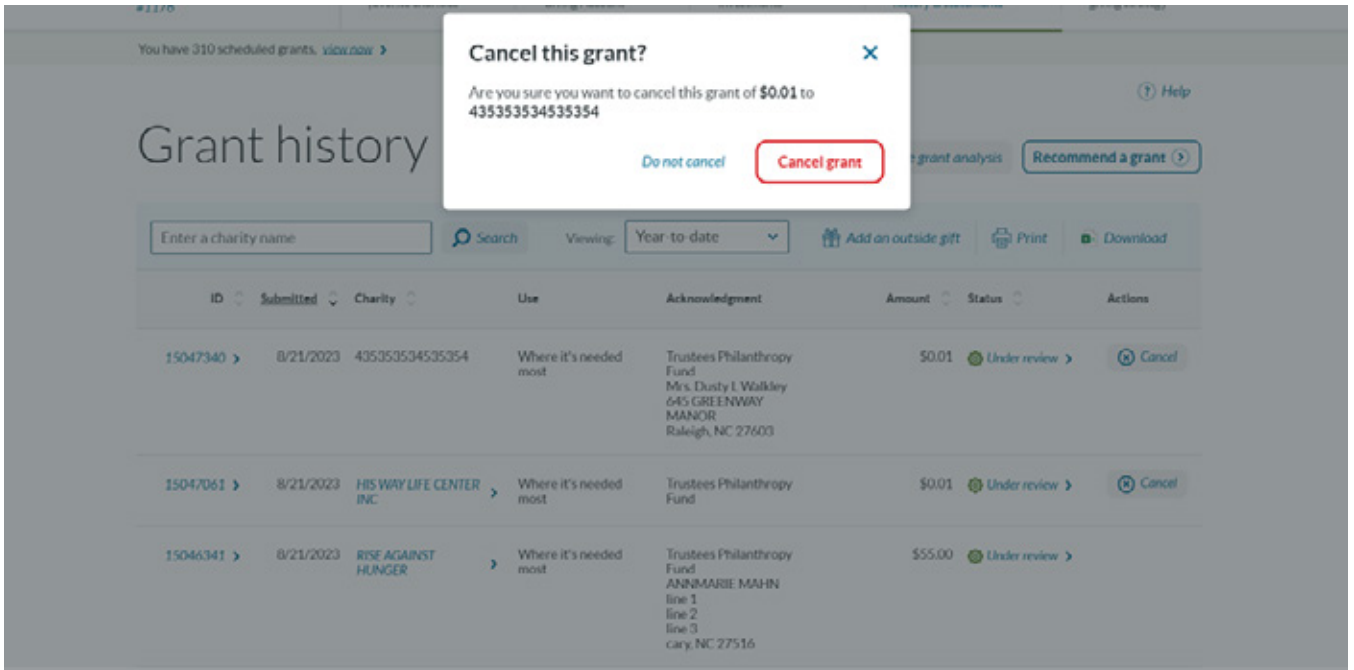 #1176
You have 310 scheduled grants, view now
Cancel this grant?
Are you sure you want to cancel this grant of $0.01 to
435353534535354
Do not cancel
Cancel grant
Help
Grant history
grant analysis
Recommend a grant
Enter a charity name
Search
Viewing:
Year-to-date
Add an outside gift
Print
Download
ID
Submitted
Charity
Use
Acknowledgment
Amount
Status
Actions
15047340
8/21/2023
435353534535354
Where it's needed
most
Trustees Philanthropy
Fund
Mrs. Dusty L Walkley
645 GREENWAY
MANOR
Raleigh, NC 27603
$0.01
Under review
Cancel
15047061
8/21/2023
HIS WAY LIFE CENTER
INC
Where it's needed
most
Trustees Philanthropy
Fund
$0.01
Under review
Cancel
15046341
8/21/2023
RISE AGAINST
HUNGER
Where it's needed
most
Trustees Philanthropy
Fund
ANNMARIE MAHN
line 1
line 2
line 3
cary, NC 27516
$55.00
Under review